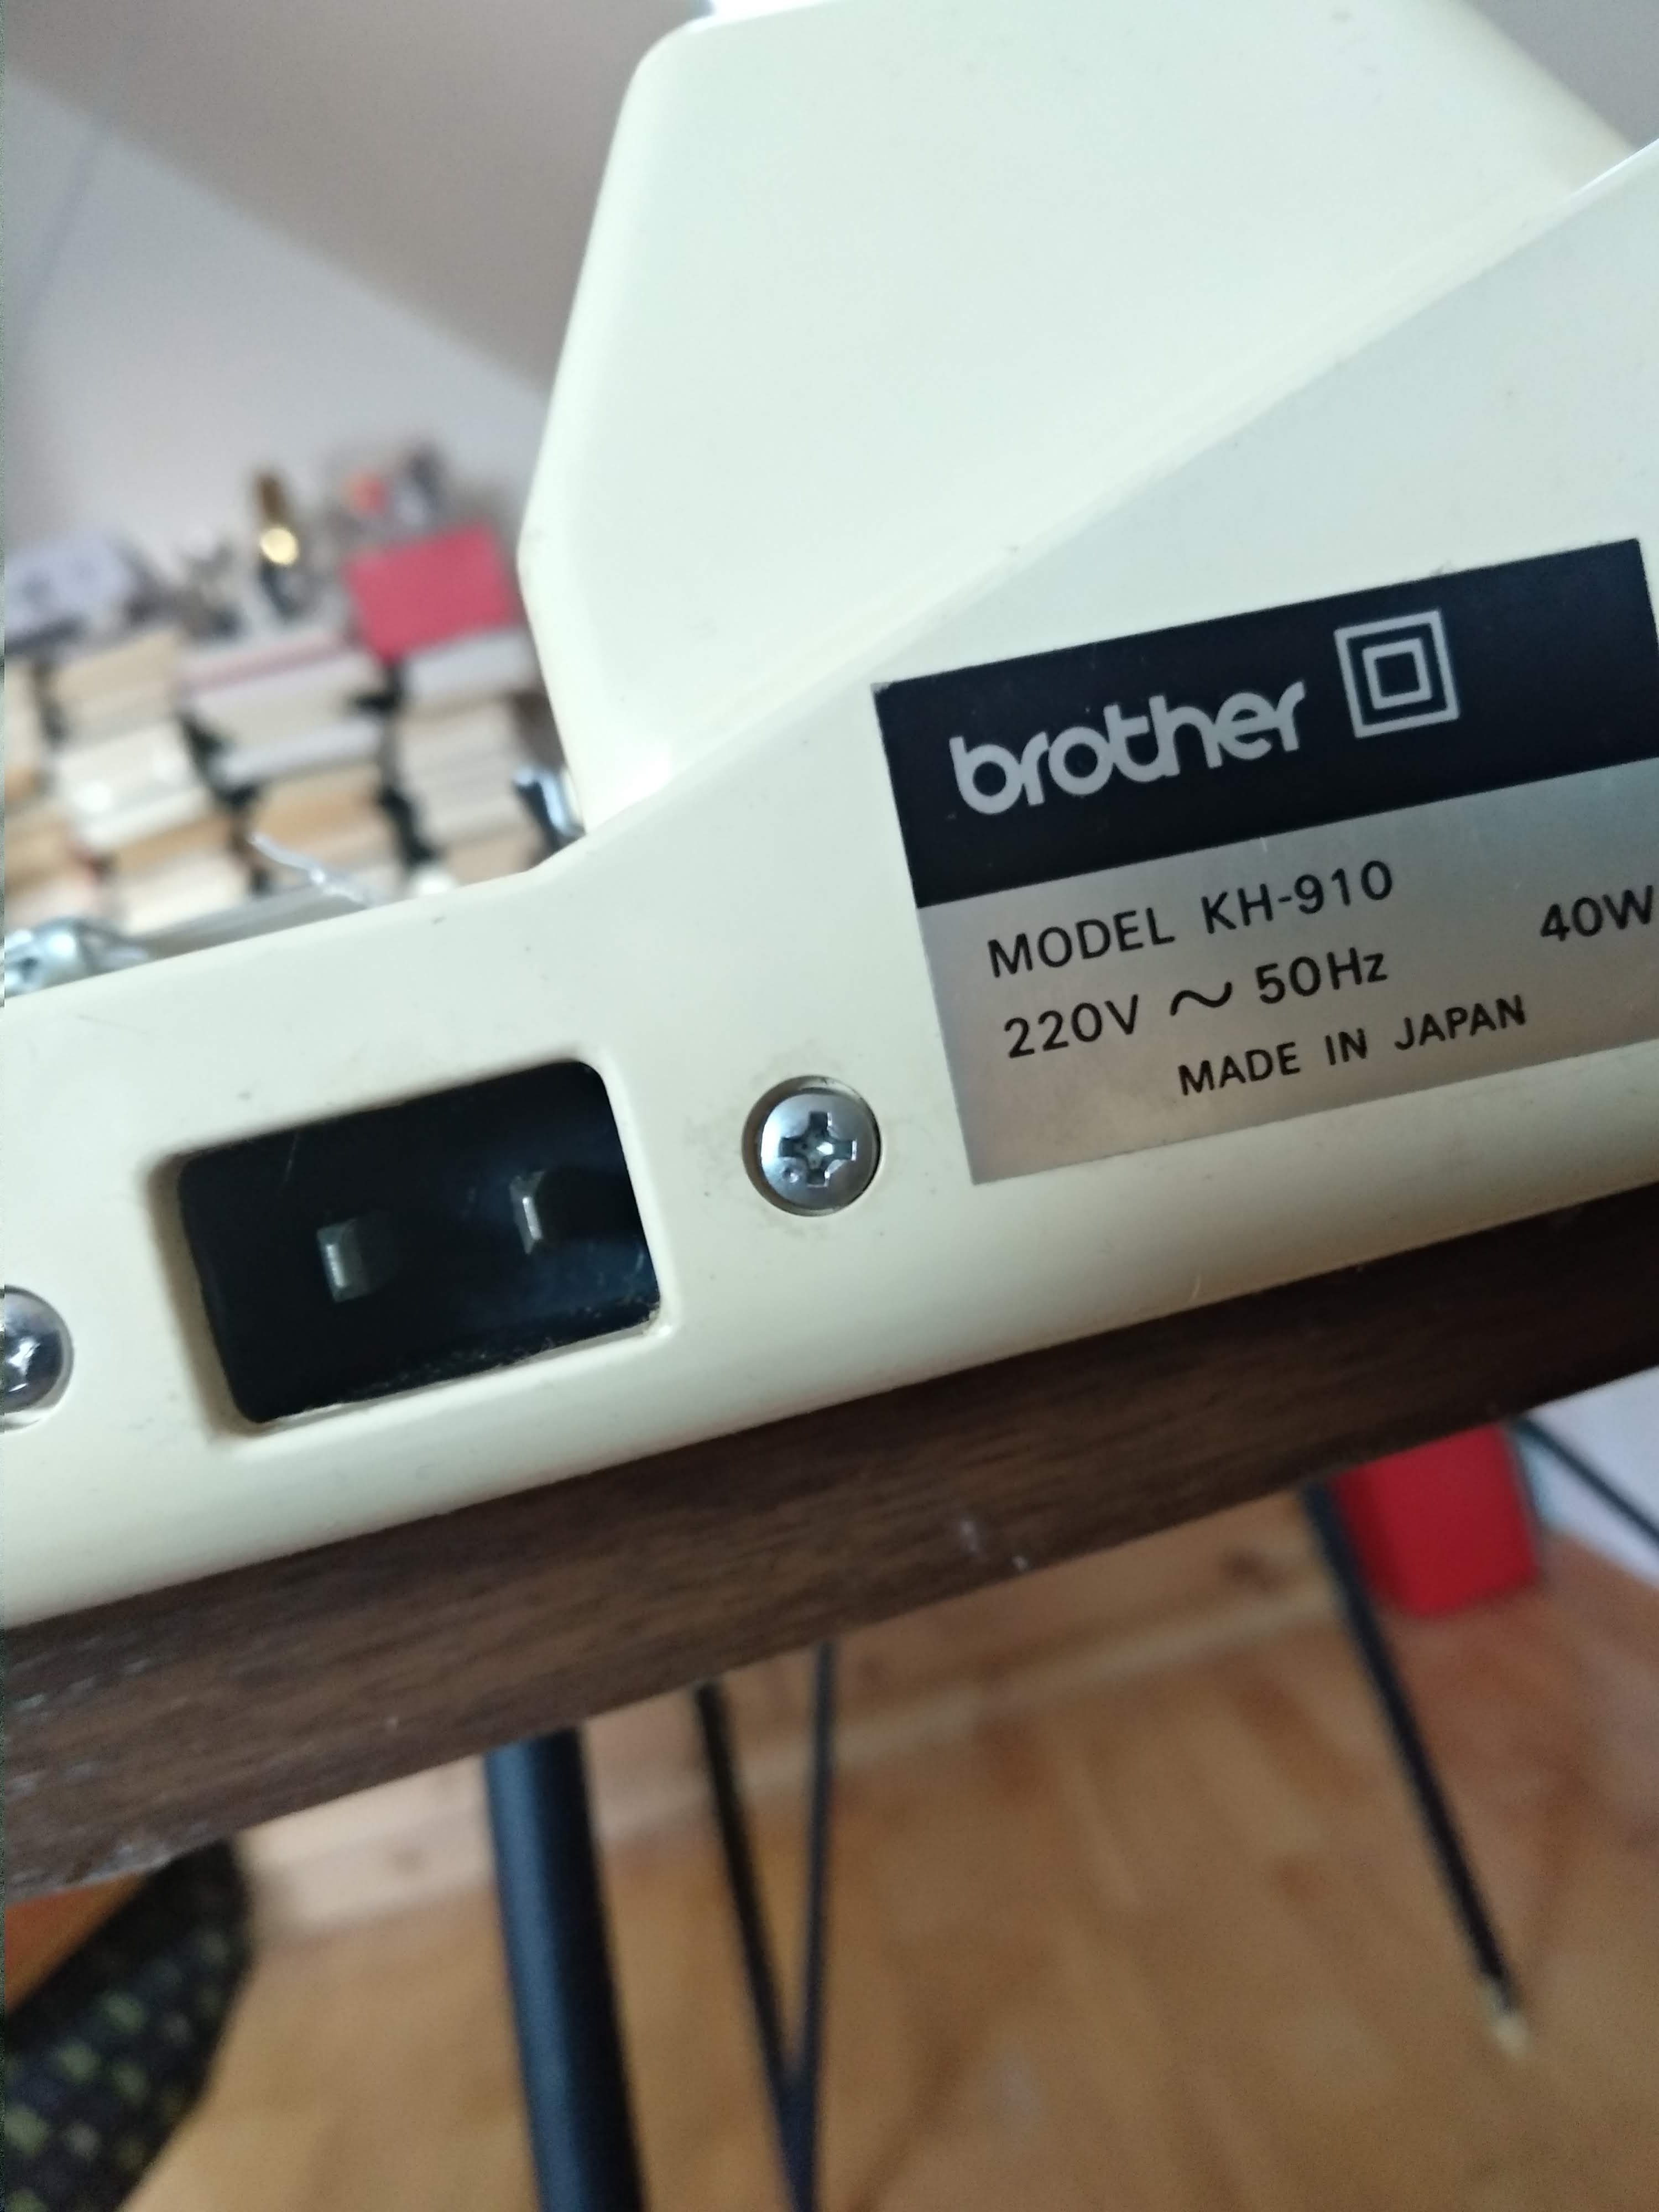 brother
MODEL KH-910 40W
220V ~ 50Hz
MADE IN JAPAN